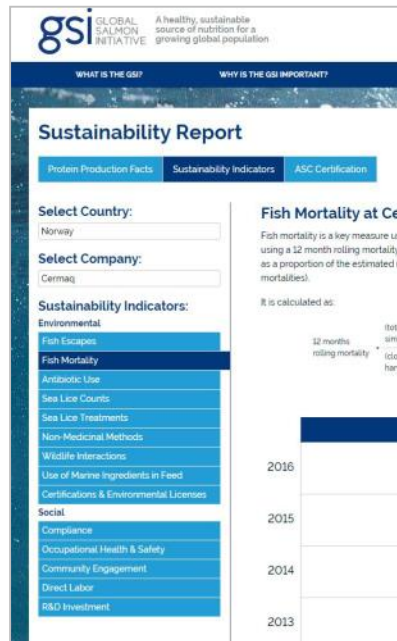 gsi GLOBAL
SALMON
INITIATIVE
A healthy, sustainable
source of nutrition for a
growing global population
WHAT IS THE GSI? WHY IS THE GSI IMPORTANT?
Sustainability Report
Protein Production Facts Sustainability Indicators ASC Certification
Select Country:
Norway
Select Company:
Cermaq
Sustainability Indicators:
Environmental
Fish Escapes
Fish Mortality
Antibiotic Use
Sea Lice Counts
Sea Lice Treatments
Non-Medicinal Methods
Wildlife Interactions
Use of Marine Ingredients in Feed
Certifications & Environmental Licenses
Social
Compliance
Occupational Health & Safety
Community Engagement
Direct Labor
R&D Investment
Fish Mortality at Ce
Fish mortality is a key measure u
using a 12 month rolling mortality
as a proportion of the estimated
mortalities).
It is calculated as:
12 months
rolling mortality
2016
2015
2014
2013